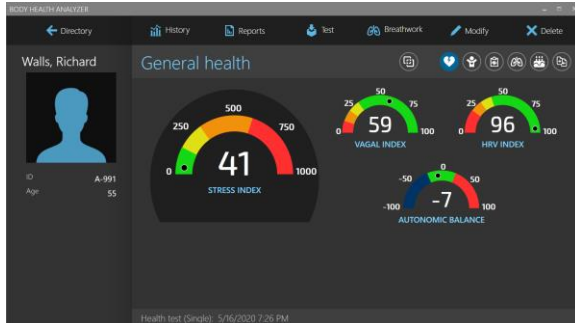 BODY HEALTH ANALYZER
Directory
History
Reports
Test
Breathwork
Modify
Delete
Walls, Richard
General health
ID A-991
Age 55
0
250
500
750
1000
41
STRESS INDEX
0
25
50
75
100
59
VAGAL INDEX
0
25
50
75
100
96
HRV INDEX
-100
-50
0
50
100
-7
AUTONOMIC BALANCE
Health test (Single): 5/16/2020 7:26 PM